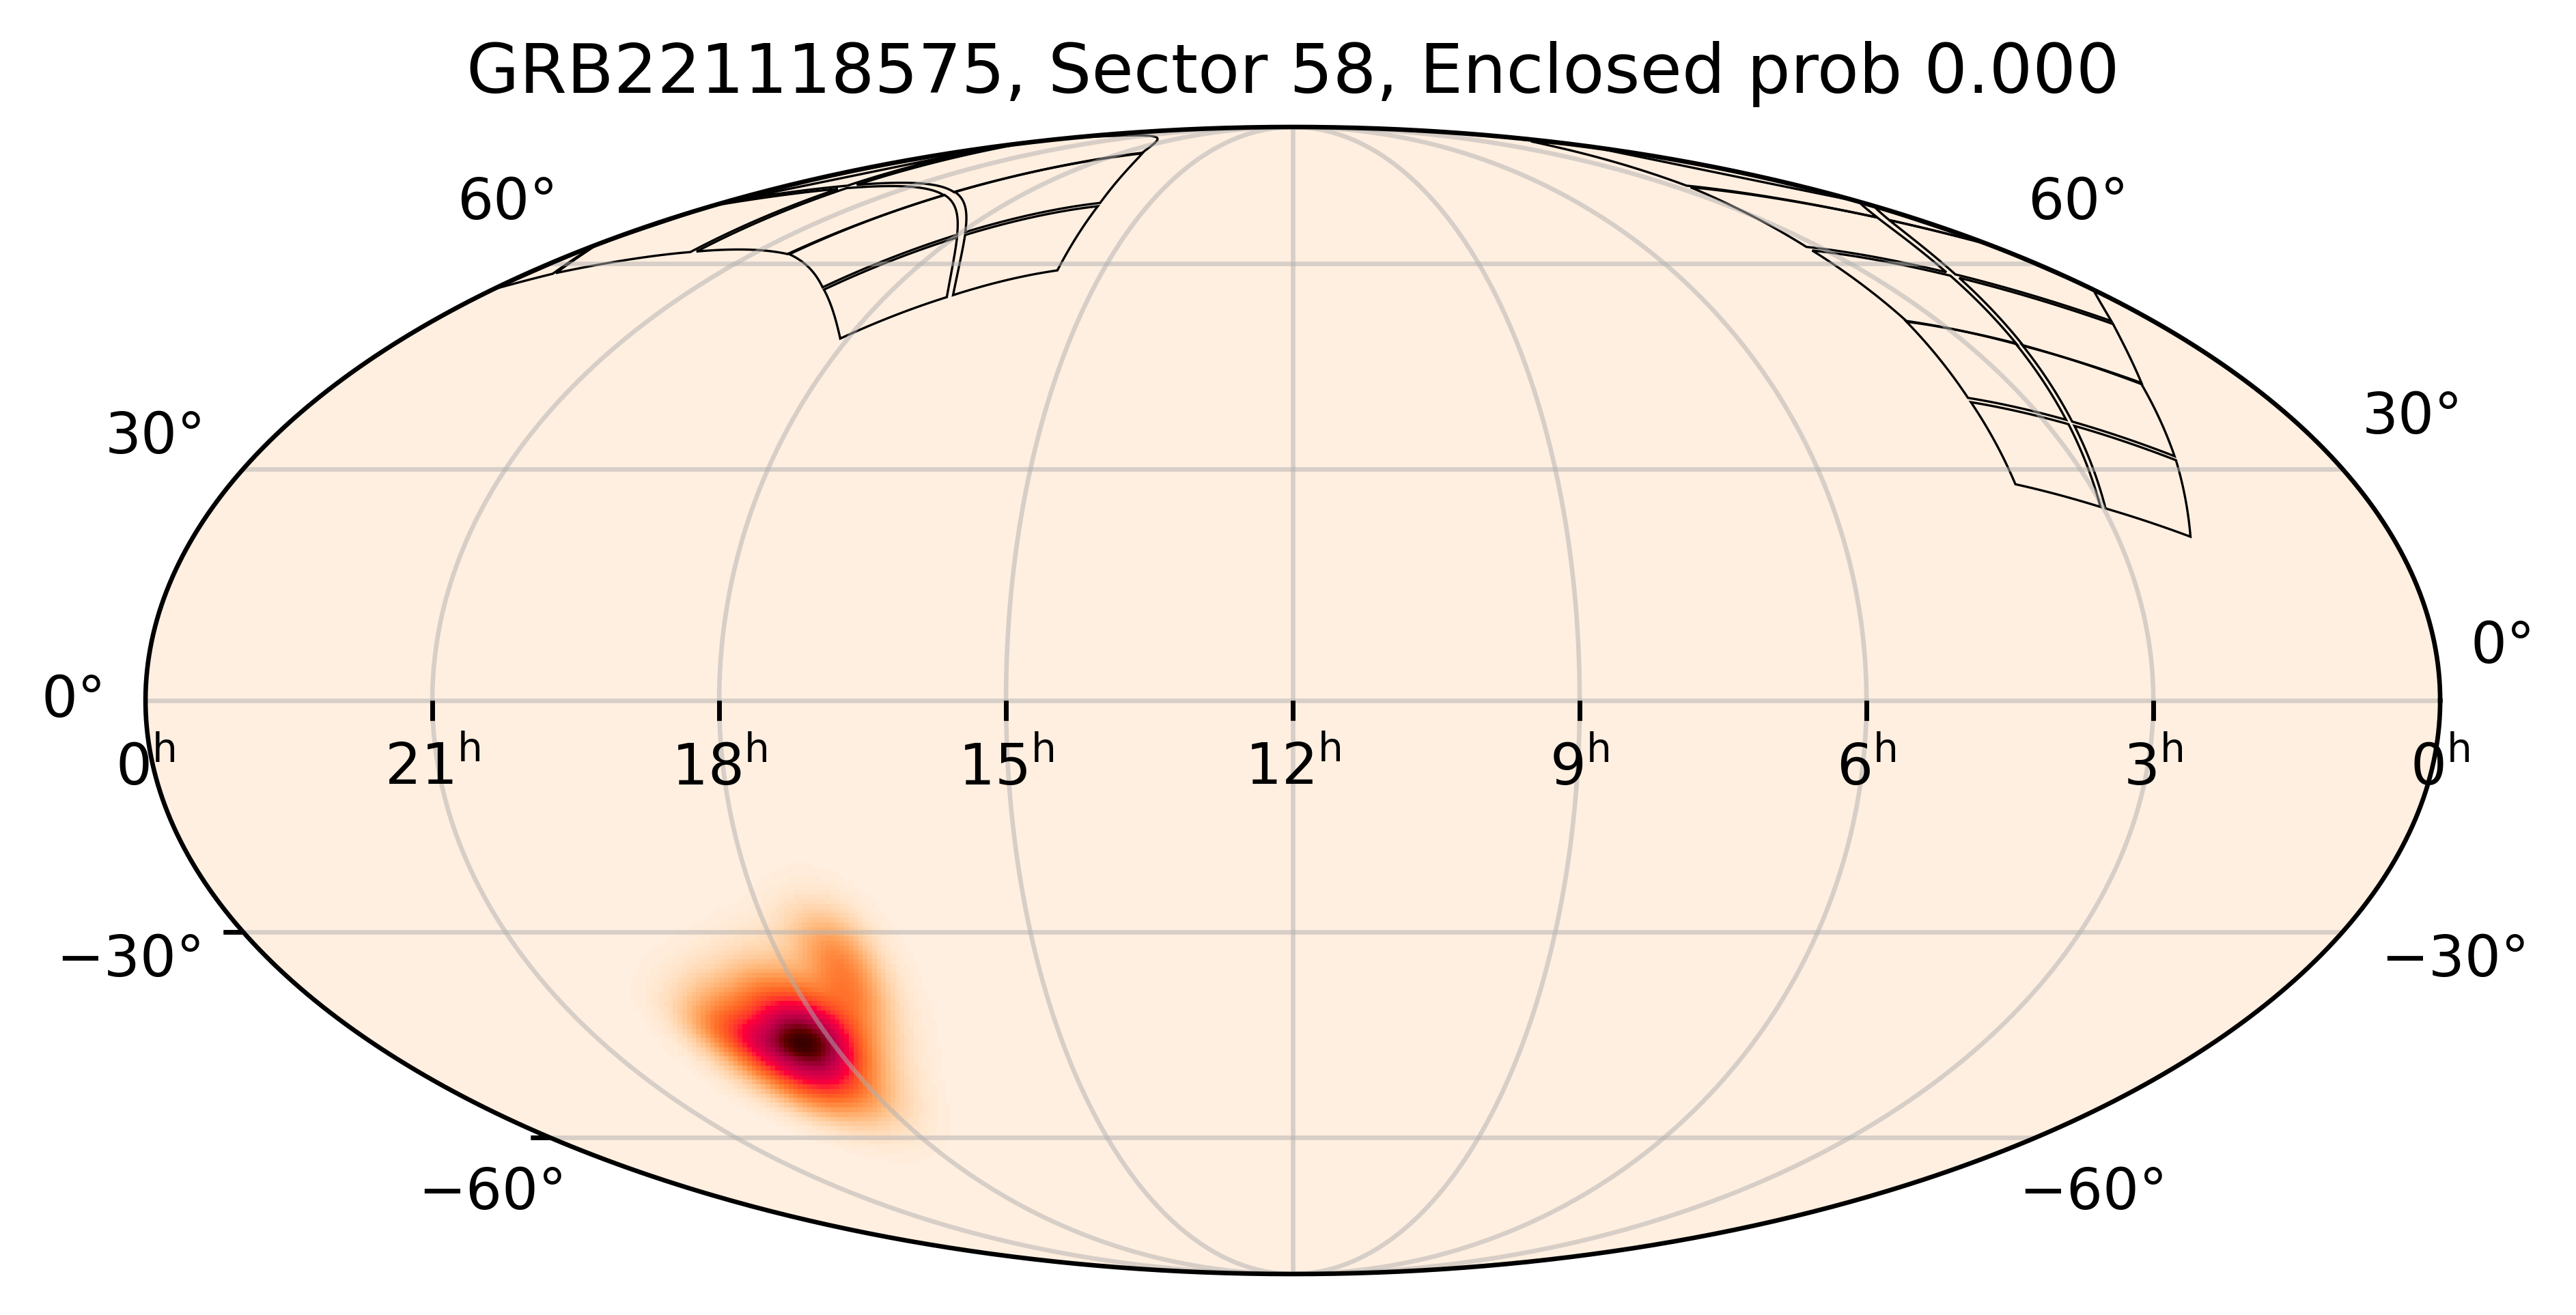 GRB221118575, Sector 58, Enclosed prob 0.000
60° 60°
30° 30°
0° 0°
0h 21h 18h 15h 12h 9h 6h 3h 0h
−30° −30°
−60° −60°